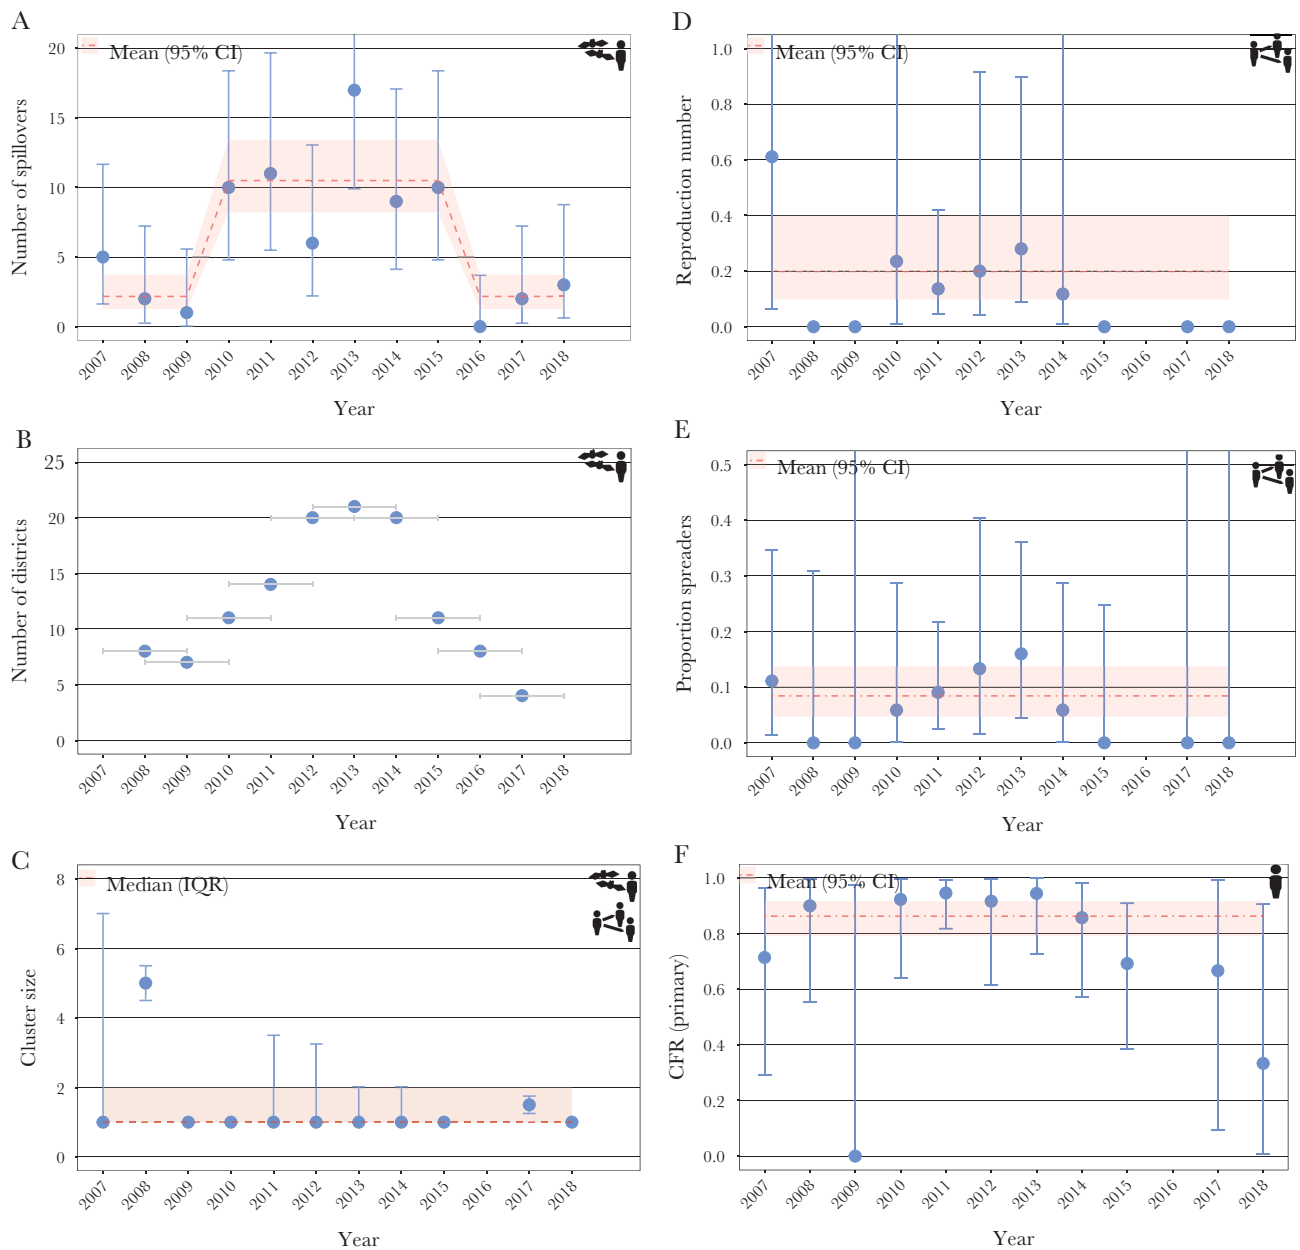 A
Mean (95% CI)
Number of spillovers
20
15
10
5
0
2007 2008 2009 2010 2011 2012 2013 2014 2015 2016 2017 2018
Year
B
Number of districts
25
20
15
10
5
0
2007 2008 2009 2010 2011 2012 2013 2014 2015 2016 2017 2018
Year
C
Median (IQR)
Cluster size
8
6
4
2
0
2007 2008 2009 2010 2011 2012 2013 2014 2015 2016 2017 2018
Year
D
Mean (95% CI)
Reproduction number
1.0
0.8
0.6
0.4
0.2
0.0
2007 2008 2009 2010 2011 2012 2013 2014 2015 2016 2017 2018
Year
E
Mean (95% CI)
Proportion spreaders
0.5
0.4
0.3
0.2
0.1
0.0
2007 2008 2009 2010 2011 2012 2013 2014 2015 2016 2017 2018
Year
F
Mean (95% CI)
CFR (primary)
1.0
0.8
0.6
0.4
0.2
0.0
2007 2008 2009 2010 2011 2012 2013 2014 2015 2016 2017 2018
Year